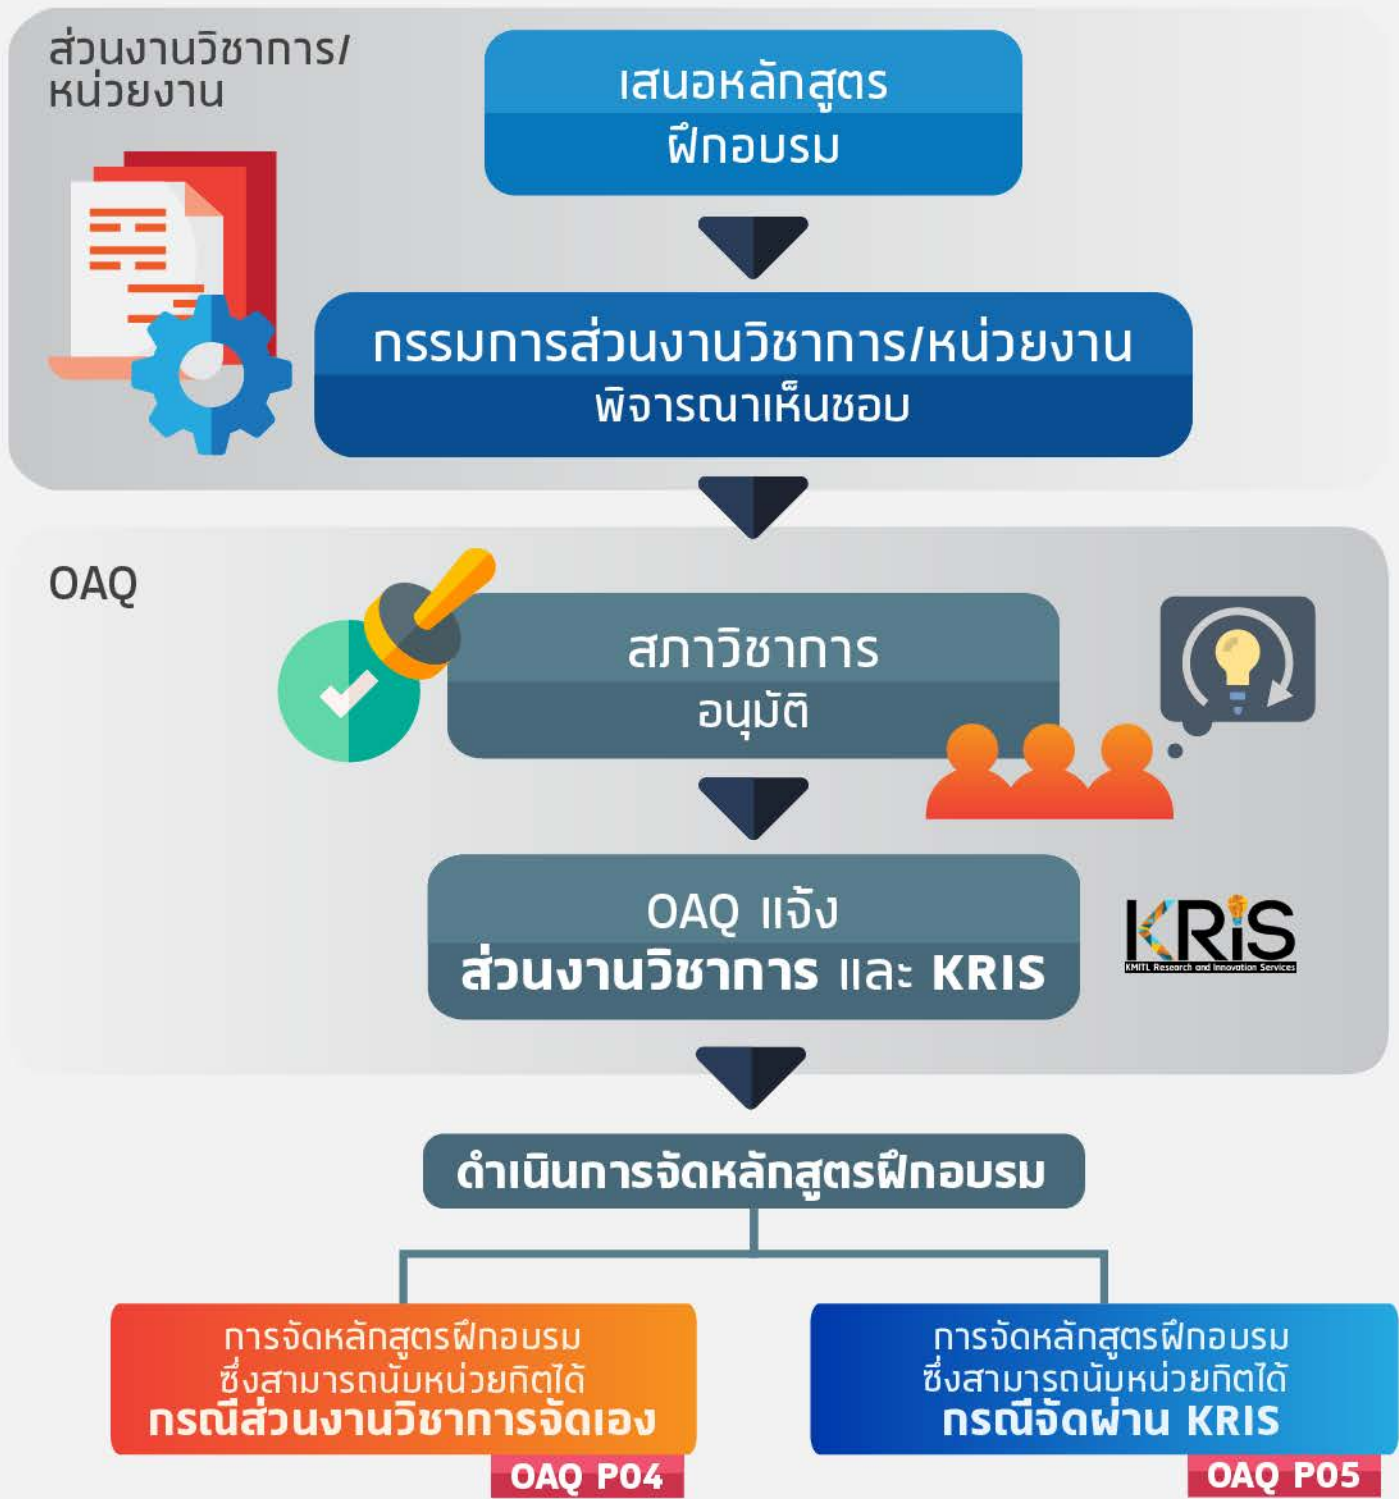 ส่วนงานวิชาการ/
หน่วยงาน
เสนอหลักสูตร
ฝึกอบรม
กรรมการส่วนงานวิชาการ/หน่วยงาน
พิจารณาเห็นชอบ
OAQ
สภาวิชาการ
อนุมัติ
OAQ แจ้ง
ส่วนงานวิชาการ และ KRIS
KRiS
KMITL Research and Innovation Services
ดำเนินการจัดหลักสูตรฝึกอบรม
การจัดหลักสูตรฝึกอบรม
ซึ่งสามารถนับหน่วยกิตได้
กรณีส่วนงานวิชาการจัดเอง
OAQ P04
การจัดหลักสูตรฝึกอบรม
ซึ่งสามารถนับหน่วยกิตได้
กรณีจัดผ่าน KRIS
OAQ P05